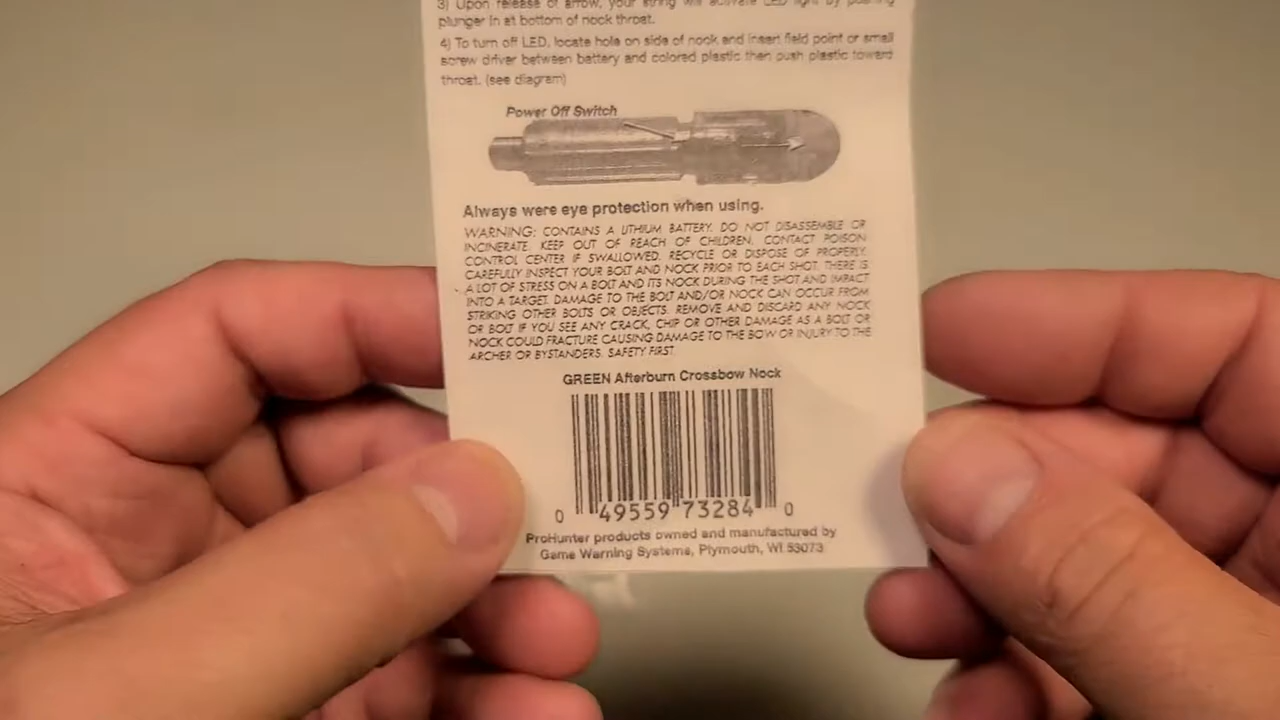 3) Upon release of arrow, your string will activate LED light by pushing
plunger in at bottom of nock throat.
4) To turn off LED, locate hole on side of nock and insert field point or small
screw driver between battery and colored plastic then push plastic toward
throat. (see diagram)
Power Off Switch
Always were eye protection when using.
WARNING: CONTAINS A LITHIUM BATTERY. DO NOT DISASSEMBLE OR
INCINERATE. KEEP OUT OF REACH OF CHILDREN. CONTACT POISON
CONTROL CENTER IF SWALLOWED. RECYCLE OR DISPOSE OF PROPERLY.
CAREFULLY INSPECT YOUR BOLT AND NOCK PRIOR TO EACH SHOT. THERE IS
A LOT OF STRESS ON A BOLT AND ITS NOCK DURING THE SHOT AND IMPACT
INTO A TARGET. DAMAGE TO THE BOLT AND/OR NOCK CAN OCCUR FROM
STRIKING OTHER BOLTS OR OBJECTS. REMOVE AND DISCARD ANY NOCK
OR BOLT IF YOU SEE ANY CRACK, CHIP OR OTHER DAMAGE AS A BOLT OR
NOCK COULD FRACTURE CAUSING DAMAGE TO THE BOW OR INJURY TO THE
ARCHER OR BYSTANDERS. SAFETY FIRST.
GREEN Afterburn Crossbow Nock
0 49559 73284 0
ProHunter products owned and manufactured by
Game Warning Systems, Plymouth, WI 53073